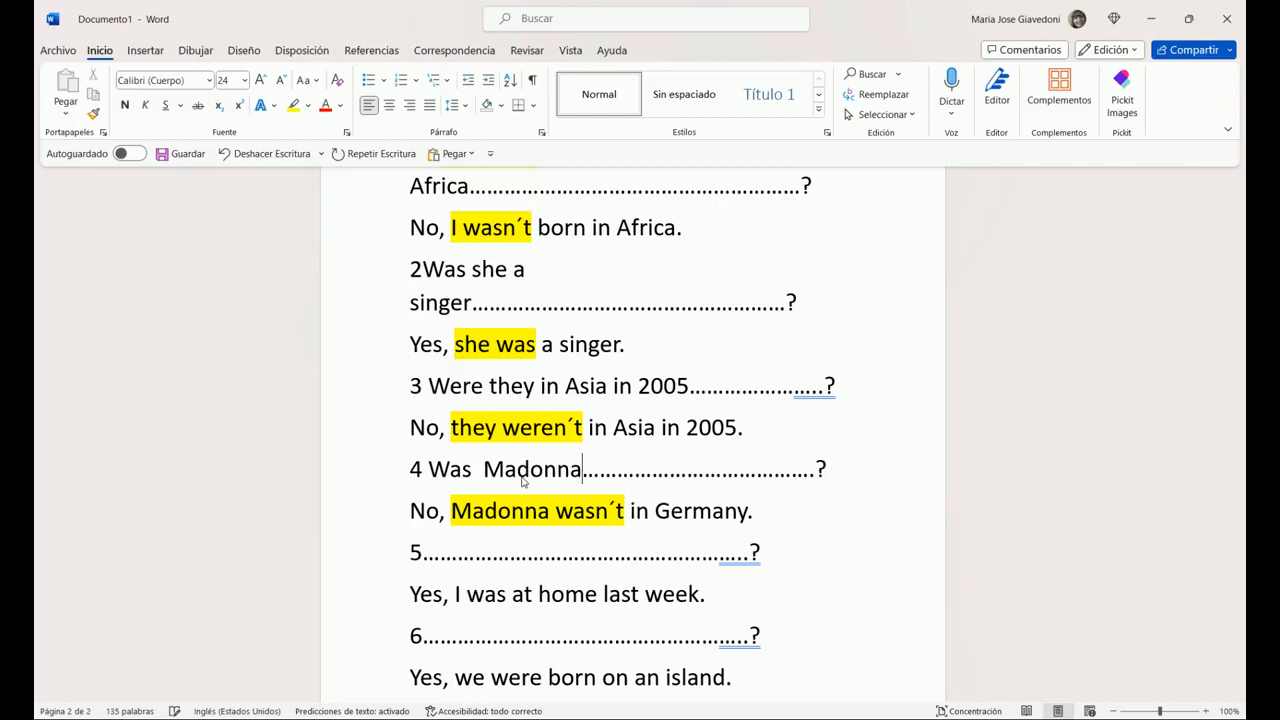 Documento1 - Word
Buscar
Maria Jose Giavedoni
Archivo Inicio Insertar Dibujar Diseño Disposición Referencias Correspondencia Revisar Vista Ayuda
Comentarios Edición Compartir
Calibri (Cuerpo) 24
Pegar
Normal Sin espaciado Título 1
Buscar
Reemplazar
Seleccionar
Dictar Editor Complementos Pickit Images
Portapapeles Fuente Párrafo Estilos Edición Voz Editor Complementos Pickit
Autoguardado Guardar Deshacer Escritura Repetir Escritura Pegar
Africa…………………………………………………?
No, I wasn´t born in Africa.
2Was she a
singer………………………………………………?
Yes, she was a singer.
3 Were they in Asia in 2005……………………..?
No, they weren´t in Asia in 2005.
4 Was  Madonna………………………………….?
No, Madonna wasn´t in Germany.
5………………………………………………..?
Yes, I was at home last week.
6………………………………………………..?
Yes, we were born on an island.
Página 2 de 2 135 palabras Inglés (Estados Unidos) Predicciones de texto: activado Accesibilidad: todo correcto Concentración 100%